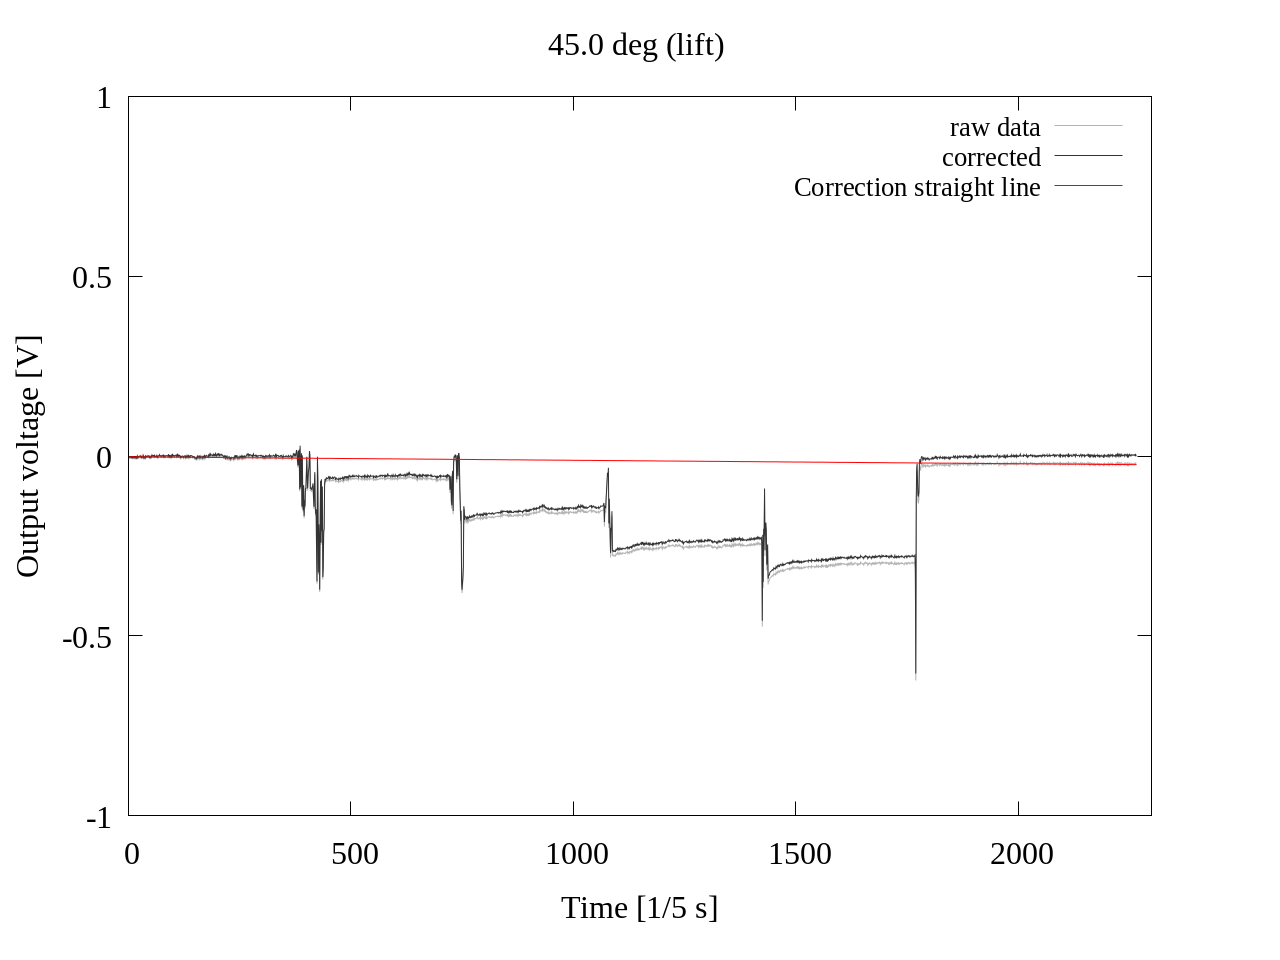 45.0 deg (lift)
1
0.5
0
-0.5
-1
Output voltage [V]
raw data
corrected
Correction straight line
0 500 1000 1500 2000
Time [1/5 s]